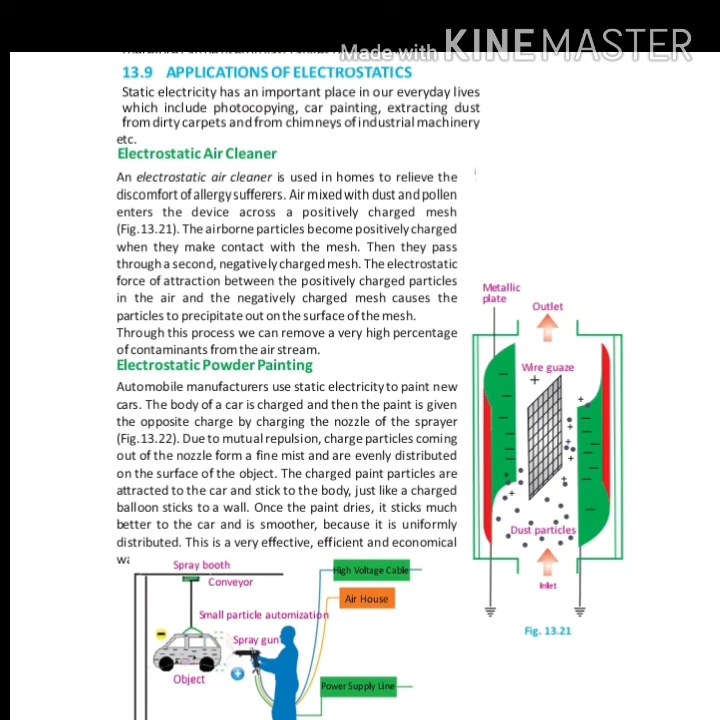 Made with KINEMASTER
13.9 APPLICATIONS OF ELECTROSTATICS
Static electricity has an important place in our everyday lives
which include photocopying, car painting, extracting dust
from dirty carpets and from chimneys of industrial machinery
etc.
Electrostatic Air Cleaner
An electrostatic air cleaner is used in homes to relieve the
discomfort of allergy sufferers. Air mixed with dust and pollen
enters the device across a positively charged mesh
(Fig.13.21). The airborne particles become positively charged
when they make contact with the mesh. Then they pass
through a second, negatively charged mesh. The electrostatic
force of attraction between the positively charged particles
in the air and the negatively charged mesh causes the
particles to precipitate out on the surface of the mesh.
Through this process we can remove a very high percentage
of contaminants from the air stream.
Electrostatic Powder Painting
Automobile manufacturers use static electricity to paint new
cars. The body of a car is charged and then the paint is given
the opposite charge by charging the nozzle of the sprayer
(Fig.13.22). Due to mutual repulsion, charge particles coming
out of the nozzle form a fine mist and are evenly distributed
on the surface of the object. The charged paint particles are
attracted to the car and stick to the body, just like a charged
balloon sticks to a wall. Once the paint dries, it sticks much
better to the car and is smoother, because it is uniformly
distributed. This is a very effective, efficient and economical
Metallic
plate
Outlet
Wire guaze
Dust particles
Inlet
Fig. 13.21
Spray booth
Conveyor
High Voltage Cable
Air House
Small particle automization
Spray gun
Object
Power Supply Line